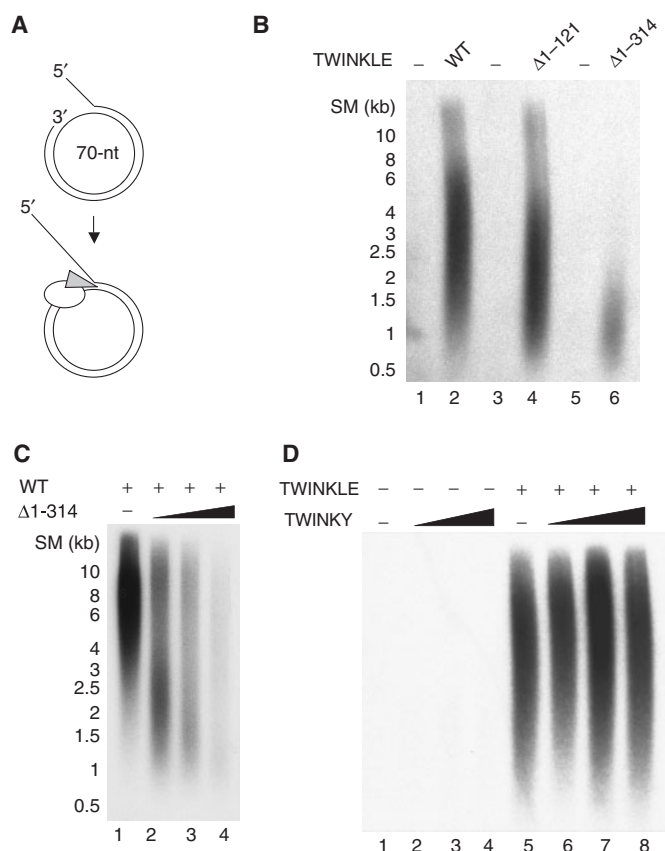 A
5′
3′
70-nt
5′
B
TWINKLE – WT – Δ1–121 – Δ1–314
SM (kb)
10
8
6
4
3
2.5
2
1.5
1
0.5
1 2 3 4 5 6
C
WT + + + +
Δ1-314 –
SM (kb)
10
8
6
4
3
2.5
2
1.5
1
0.5
1 2 3 4
D
TWINKLE – – – – + + + +
TWINKY – –
1 2 3 4 5 6 7 8